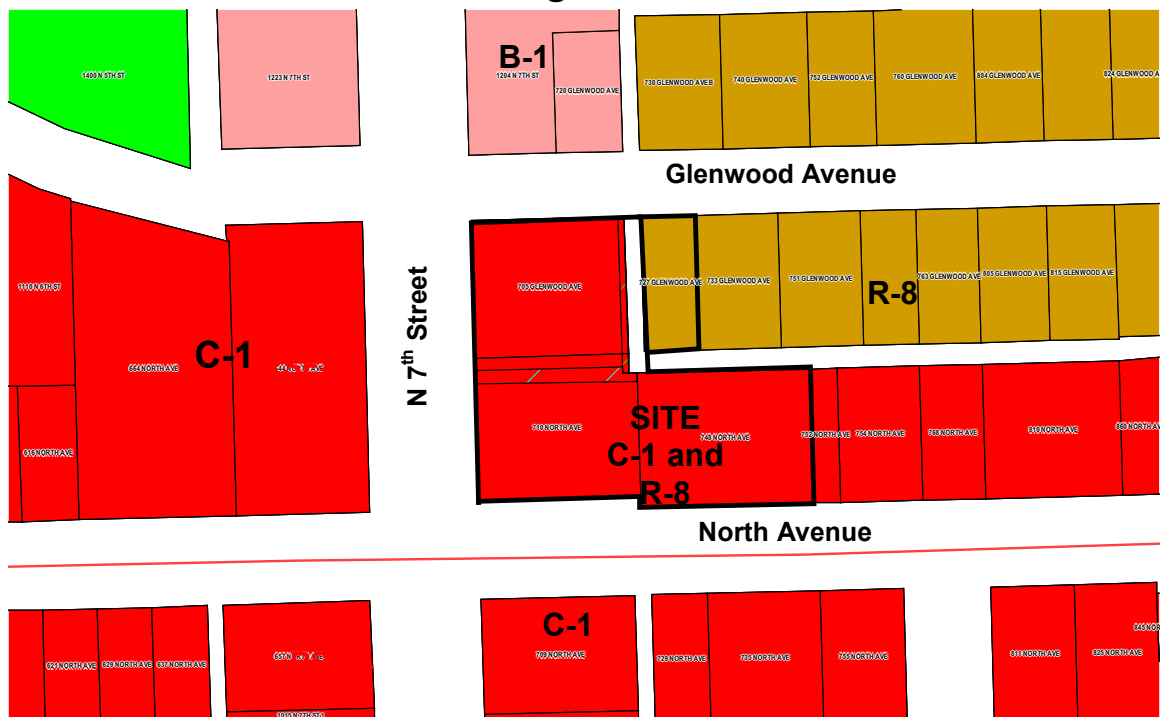 1400 N 5TH ST
1223 N 7TH ST
B-1
1204 N 7TH ST
720 GLENWOOD AVE
730 GLENWOOD AVE B
740 GLENWOOD AVE
752 GLENWOOD AVE
760 GLENWOOD AVE
804 GLENWOOD AVE
824 GLENWOOD A
Glenwood Avenue
1110 N 6TH ST
C-1
664 NORTH AVE
N 7th Street
705 GLENWOOD AVE
727 GLENWOOD AVE
733 GLENWOOD AVE
751 GLENWOOD AVE
R-8
763 GLENWOOD AVE
805 GLENWOOD AVE
815 GLENWOOD AVE
618 NORTH AVE
710 NORTH AVE
SITE
C-1 and
R-8
748 NORTH AVE
752 NORTH AVE
754 NORTH AVE
768 NORTH AVE
810 NORTH AVE
860 NORTH AV
North Avenue
621 NORTH AVE
629 NORTH AVE
637 NORTH AVE
C-1
709 NORTH AVE
729 NORTH AVE
735 NORTH AVE
755 NORTH AVE
811 NORTH AVE
825 NORTH AVE
845 NOR